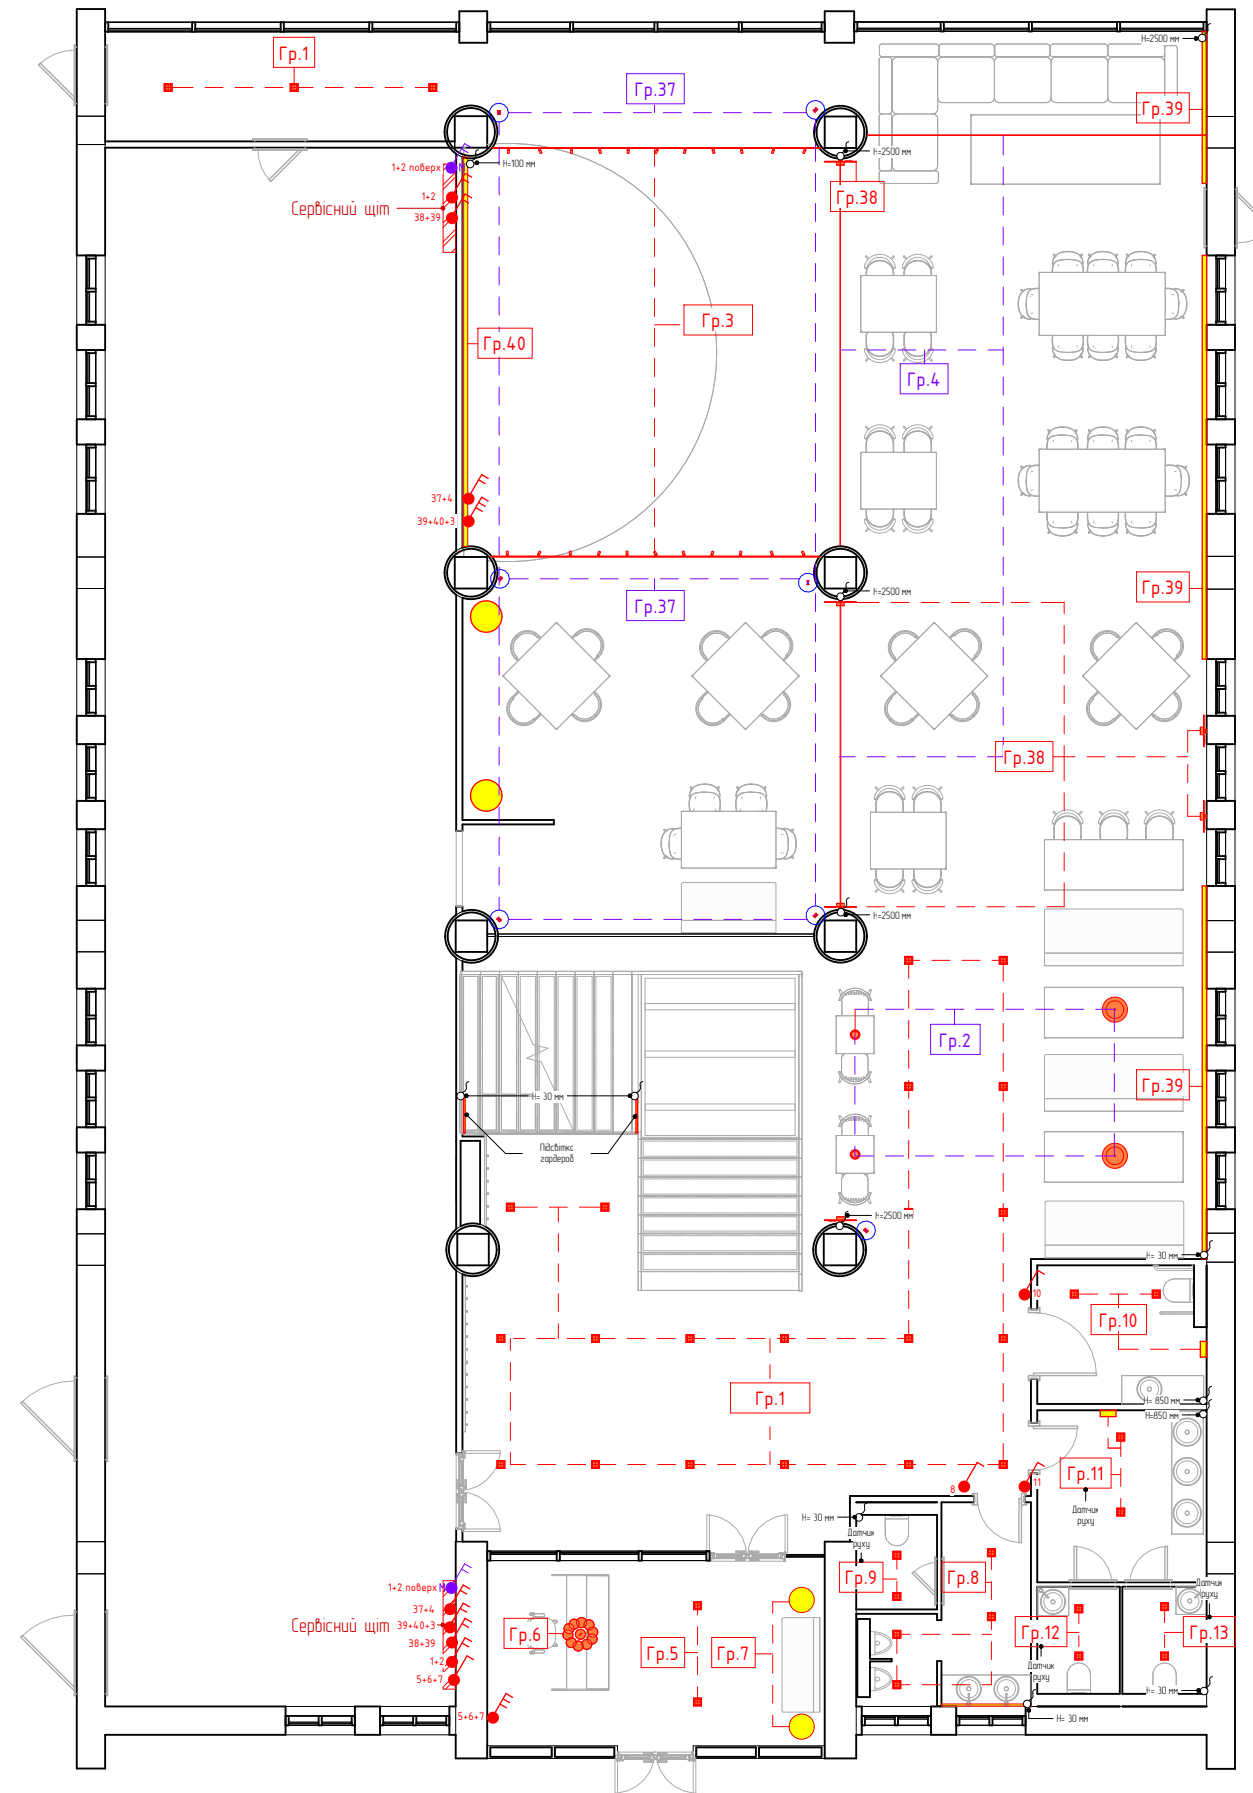 H=2500 мм
Гр.1
Гр.37
Гр.39
H=2500 мм
H=100 мм
1+2 поверх
Гр.38
1+2
Сервісний щіт
38+39
Гр.3
Гр.40
Гр.4
37+4
39+40+3
Гр.39
H=2500 мм
Гр.37
Гр.38
H=2500 мм
Гр.2
Гр.39
H= 30 мм
Підсвітка
гардероб
H=2500 мм
H= 30 мм
10
Гр.10
Гр.1
H= 850 мм
H=850 мм
Гр.11
8
11
Датчик
руху
H= 30 мм
Датчик
руху
Гр.9
Гр.8
1+2 поверх
Датчик
руху
37+4
Сервісний щіт
39+40+3
Гр.6
Гр.5
Гр.7
Гр.12
Гр.13
38+39
1+2
Датчик
руху
5+6+7
H= 30 мм
5+6+7
H= 30 мм